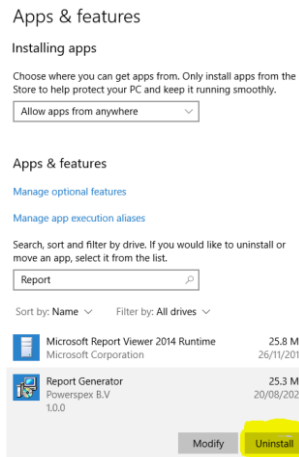 Apps & features
Installing apps
Choose where you can get apps from. Only install apps from the
Store to help protect your PC and keep it running smoothly.
Allow apps from anywhere
Apps & features
Manage optional features
Manage app execution aliases
Search, sort and filter by drive. If you would like to uninstall or
move an app, select it from the list.
Report
Sort by: Name Filter by: All drives
Microsoft Report Viewer 2014 Runtime 25.8 M
Microsoft Corporation 26/11/201
Report Generator 25.3 M
Powerspex B.V 20/08/202
1.0.0
Modify Uninstall